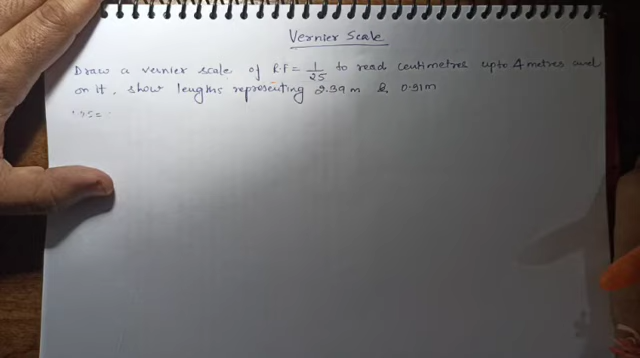 Vernier Scale
Draw a vernier scale of R.F = 1/25 to read centimetres upto 4 metres and
on it, show lengths representing 2.39 m & 0.91 m